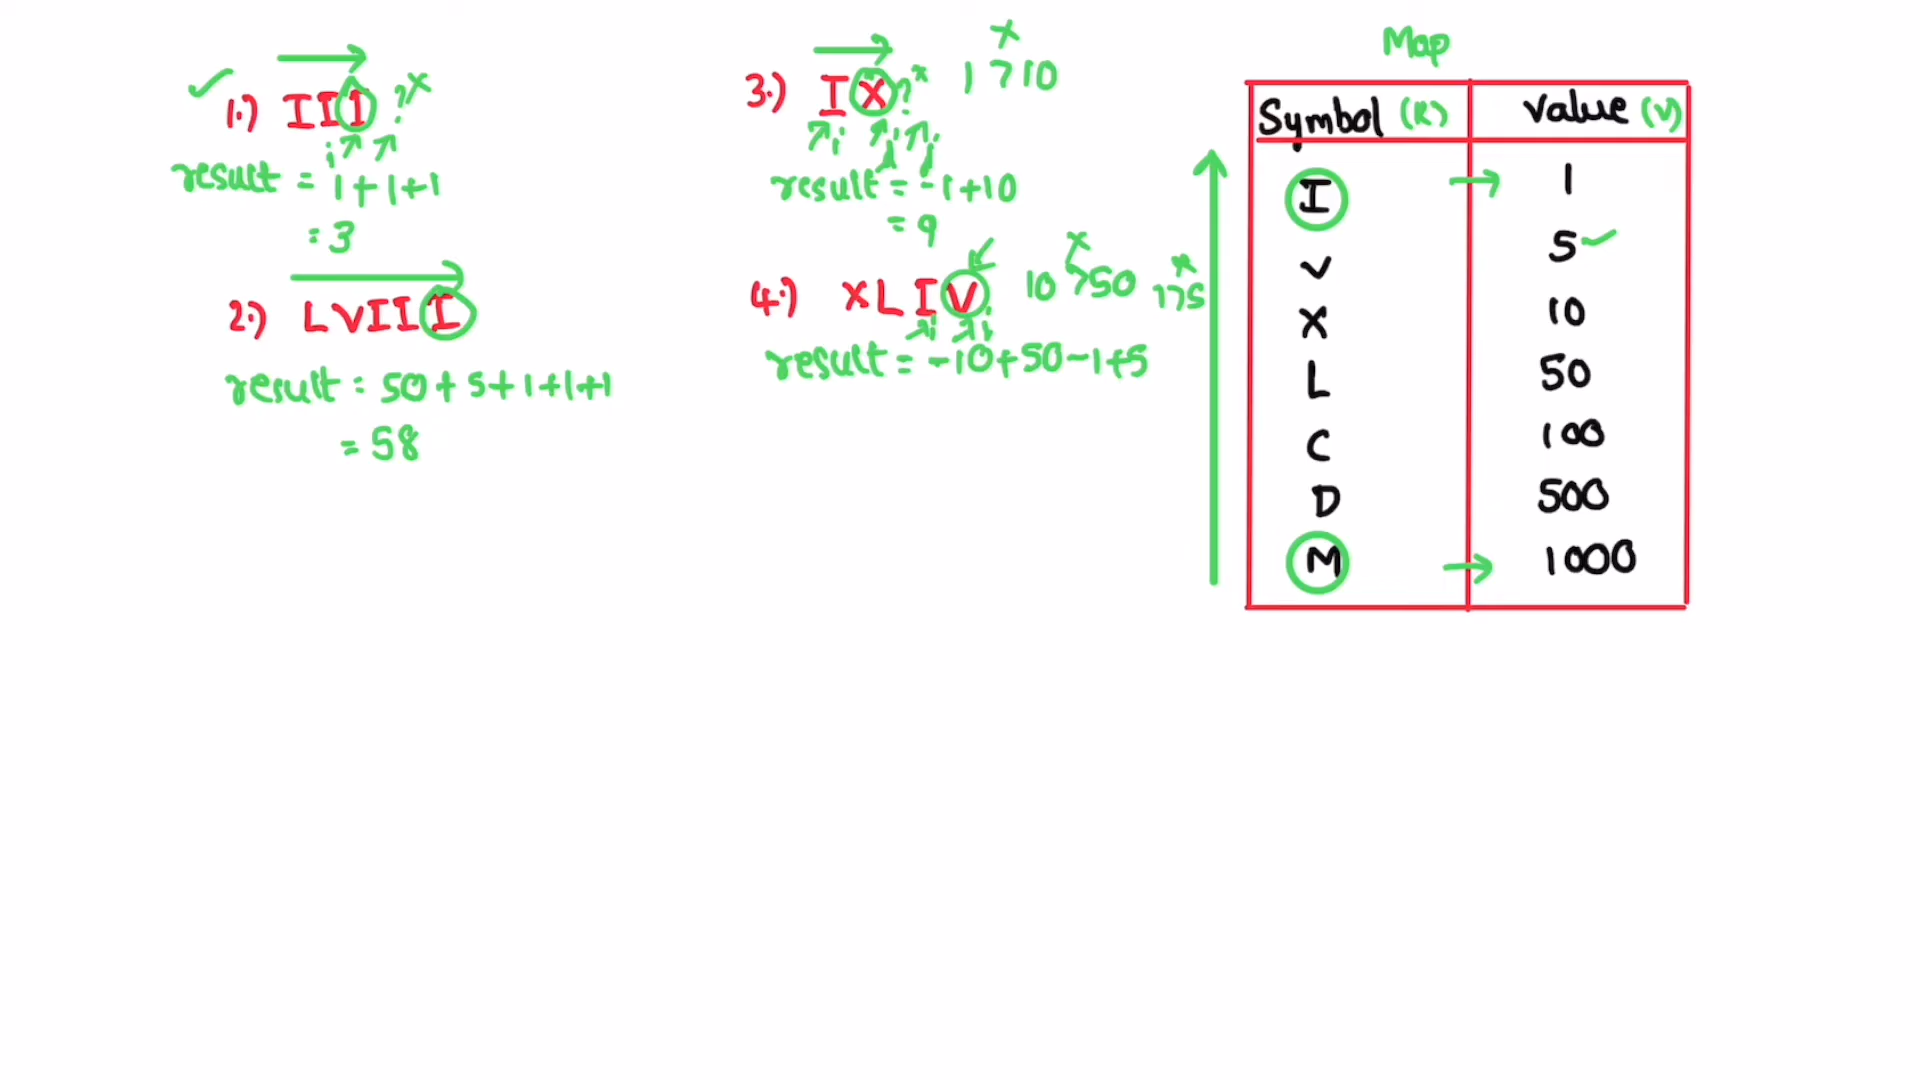 1.) III ? x
i
result = 1+1+1
= 3
2.) LVIII
result = 50+5+1+1+1
= 58
3.) IX ? x 1 > 10 x
i j j
result = -1+10
= 9
4.) XLIV 10 > 50 x 1 > 5 x
i j
result = -10+50-1+5
Map
Symbol (K) Value (V)
I → 1
V 5
X 10
L 50
C 100
D 500
M → 1000